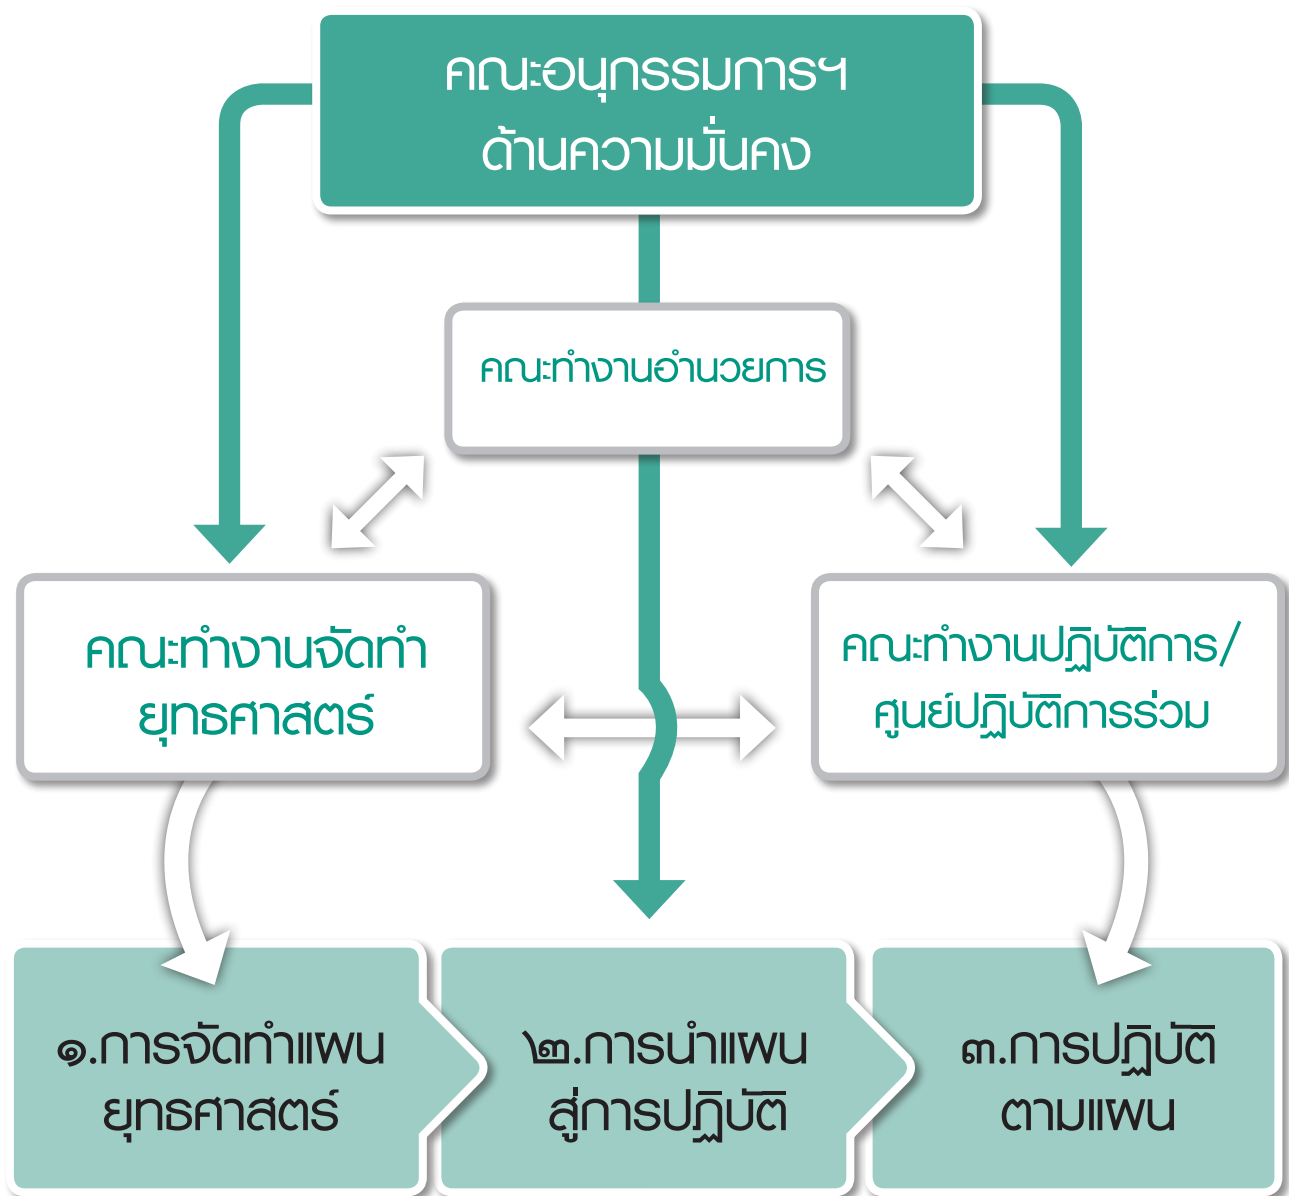 คณะอนุกรรมการฯ
ด้านความมั่นคง
คณะทำงานอำนวยการ
คณะทำงานจัดทำ
ยุทธศาสตร์
คณะทำงานปฏิบัติการ/
ศูนย์ปฏิบัติการร่วม
๑.การจัดทำแผน
ยุทธศาสตร์
๒.การนำแผน
สู่การปฏิบัติ
๓.การปฏิบัติ
ตามแผน